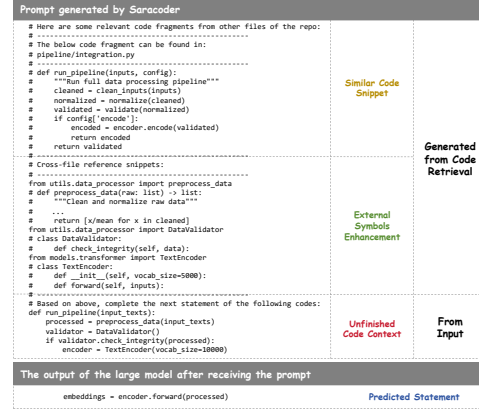 Prompt generated by Saracoder
# Here are some relevant code fragments from other files of the repo:
# --------------------------------------------------
# The below code fragment can be found in:
# pipeline/integration.py
# --------------------------------------------------
# def run_pipeline(inputs, config):
#     """Run full data processing pipeline"""
#     cleaned = clean_inputs(inputs)
#     normalized = normalize(cleaned)
#     validated = validate(normalized)
#     if config['encode']:
#         encoded = encoder.encode(validated)
#         return encoded
#     return validated
# --------------------------------------------------
Similar Code
Snippet
# Cross-file reference snippets:
# --------------------------------------------------
from utils.data_processor import preprocess_data
# def preprocess_data(raw: list) -> list:
#     """Clean and normalize raw data"""
#     ...
#     return [x/mean for x in cleaned]
from utils.data_processor import DataValidator
# class DataValidator:
#     def check_integrity(self, data):
from models.transformer import TextEncoder
# class TextEncoder:
#     def __init__(self, vocab_size=5000):
#     def forward(self, inputs):
# --------------------------------------------------
External
Symbols
Enhancement
Generated
from Code
Retrieval
# Based on above, complete the next statement of the following codes:
def run_pipeline(input_texts):
    processed = preprocess_data(input_texts)
    validator = DataValidator()
    if validator.check_integrity(processed):
        encoder = TextEncoder(vocab_size=10000)
Unfinished
Code Context
From
Input
The output of the large model after receiving the prompt
embeddings = encoder.forward(processed)
Predicted Statement